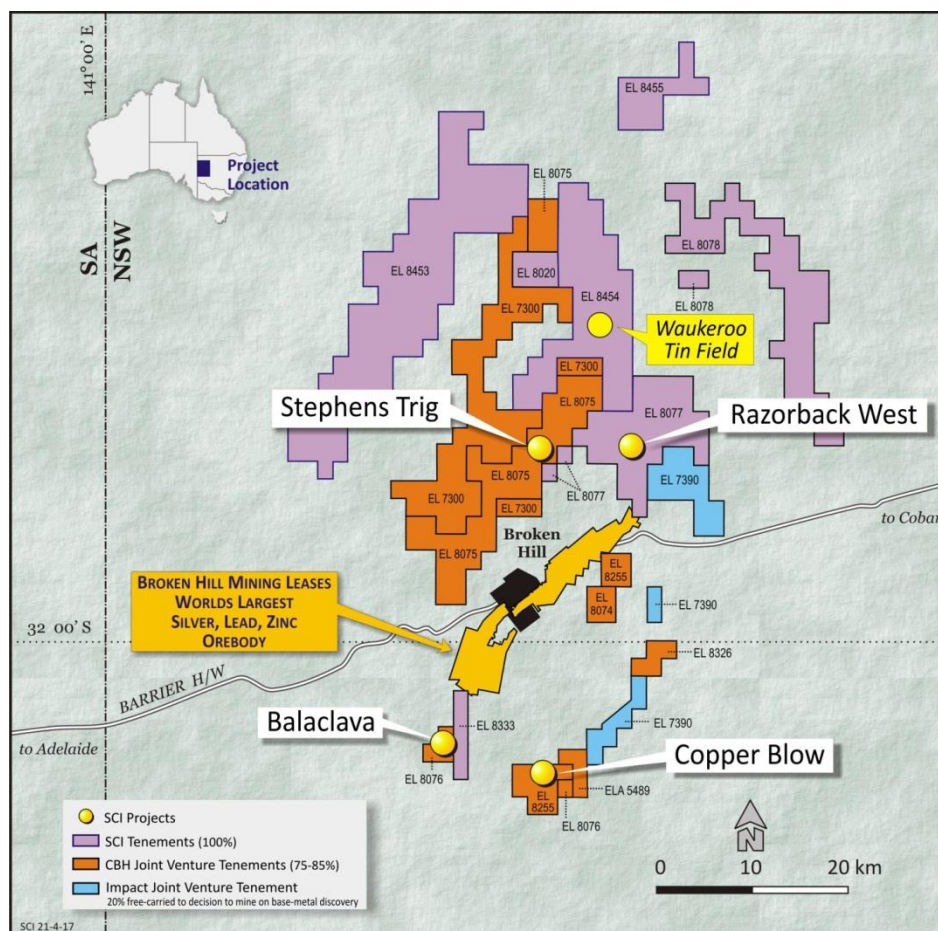 141°00' E
Project
Location
SA
NSW
EL 8455
EL 8075
EL 8078
EL 8453
EL 8020
EL 8454
EL 8078
EL 7300
Waukeroo
Tin Field
EL 7300
EL 8075
Stephens Trig
EL 8077
Razorback West
EL 8075
EL 8077
EL 7390
EL 7300
EL 7300
to Cobar
Broken
Hill
EL 8075
EL
8255
BROKEN HILL MINING LEASES
WORLDS LARGEST
SILVER, LEAD, ZINC
OREBODY
EL
8074
EL 7390
32 00' S
EL 8326
BARRIER H/W
EL 8333
EL 7390
Balaclava
to Adelaide
Copper Blow
EL 8076
ELA 5489
EL
8255
EL 8076
SCI Projects
SCI Tenements (100%)
CBH Joint Venture Tenements (75-85%)
Impact Joint Venture Tenement
20% free-carried to decision to mine on base-metal discovery
N
0 10 20 km
SCI 21-4-17